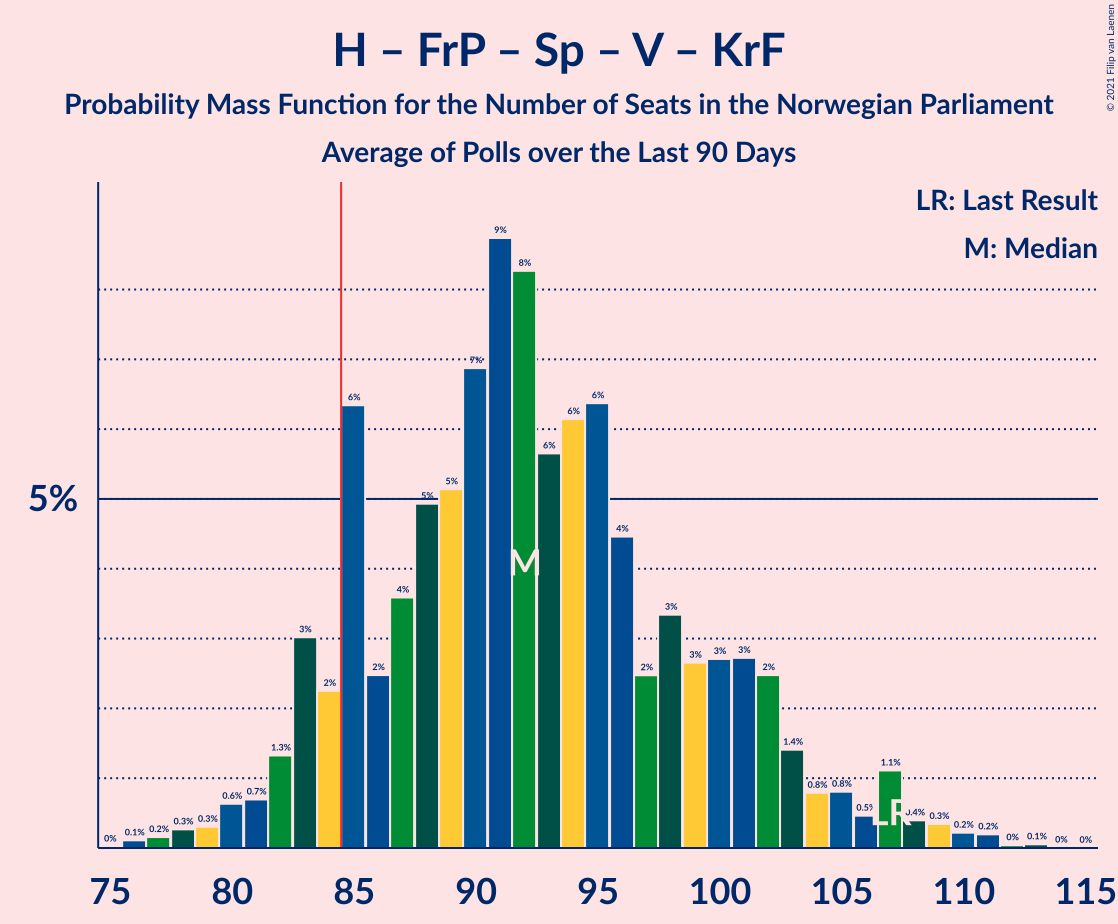 H – FrP – Sp – V – KrF
Probability Mass Function for the Number of Seats in the Norwegian Parliament
Average of Polls over the Last 90 Days
© 2021 Filip van Laenen
LR: Last Result
M: Median
5%
0% 0.1% 0.2% 0.3% 0.3% 0.6% 0.7% 1.3% 3% 2% 6% 2% 4% 5% 5% 7% 9% 8% 6% 6% 6% 4% 2% 3% 3% 3% 3% 2% 1.4% 0.8% 0.8% 0.5% 1.1% 0.4% 0.3% 0.2% 0.2% 0% 0.1% 0% 0%
M
LR
75 80 85 90 95 100 105 110 115